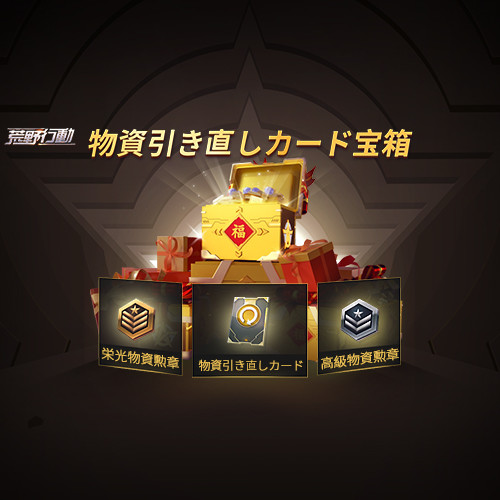 荒野行動
物資引き直しカード宝箱
福
栄光物資勲章
物資引き直しカード
高級物資勲章